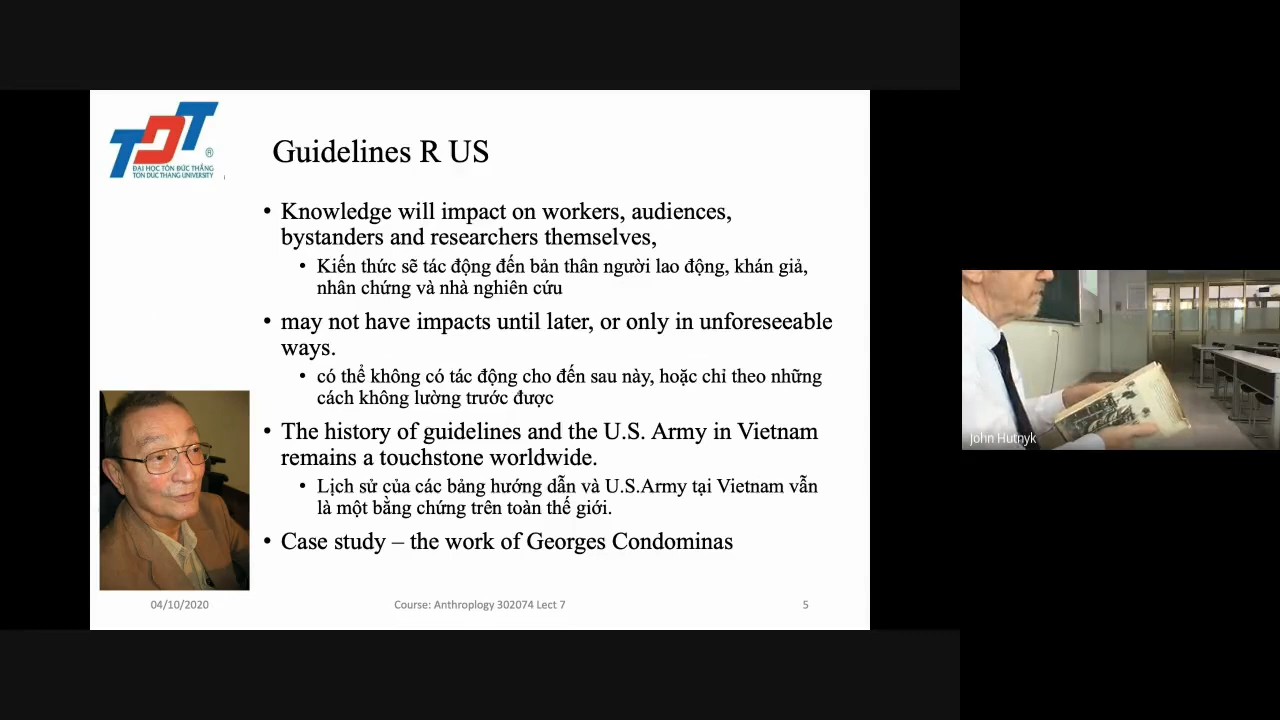 TDT
®
ĐẠI HỌC TÔN ĐỨC THẮNG
TON DUC THANG UNIVERSITY
Guidelines R US
• Knowledge will impact on workers, audiences,
bystanders and researchers themselves,
• Kiến thức sẽ tác động đến bản thân người lao động, khán giả,
nhân chứng và nhà nghiên cứu
• may not have impacts until later, or only in unforeseeable
ways.
• có thể không có tác động cho đến sau này, hoặc chỉ theo những
cách không lường trước được
• The history of guidelines and the U.S. Army in Vietnam
remains a touchstone worldwide.
• Lịch sử của các bảng hướng dẫn và U.S.Army tại Vietnam vẫn
là một bằng chứng trên toàn thế giới.
• Case study – the work of Georges Condominas
04/10/2020
Course: Anthroplogy 302074 Lect 7
5
John Hutnyk